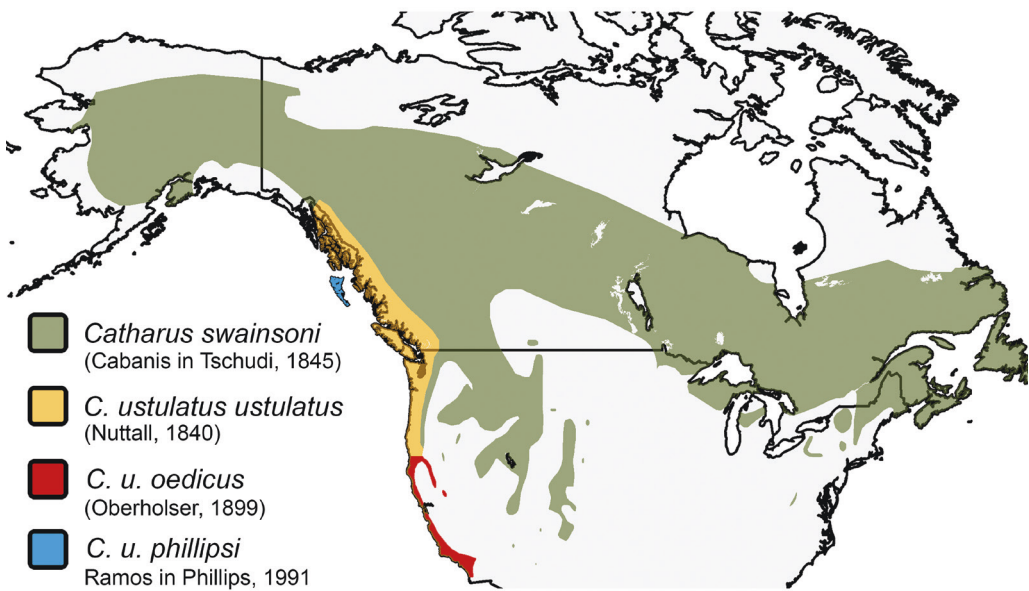 Catharus swainsoni
(Cabanis in Tschudi, 1845)
C. ustulatus ustulatus
(Nuttall, 1840)
C. u. oedicus
(Oberholser, 1899)
C. u. phillipsi
Ramos in Phillips, 1991